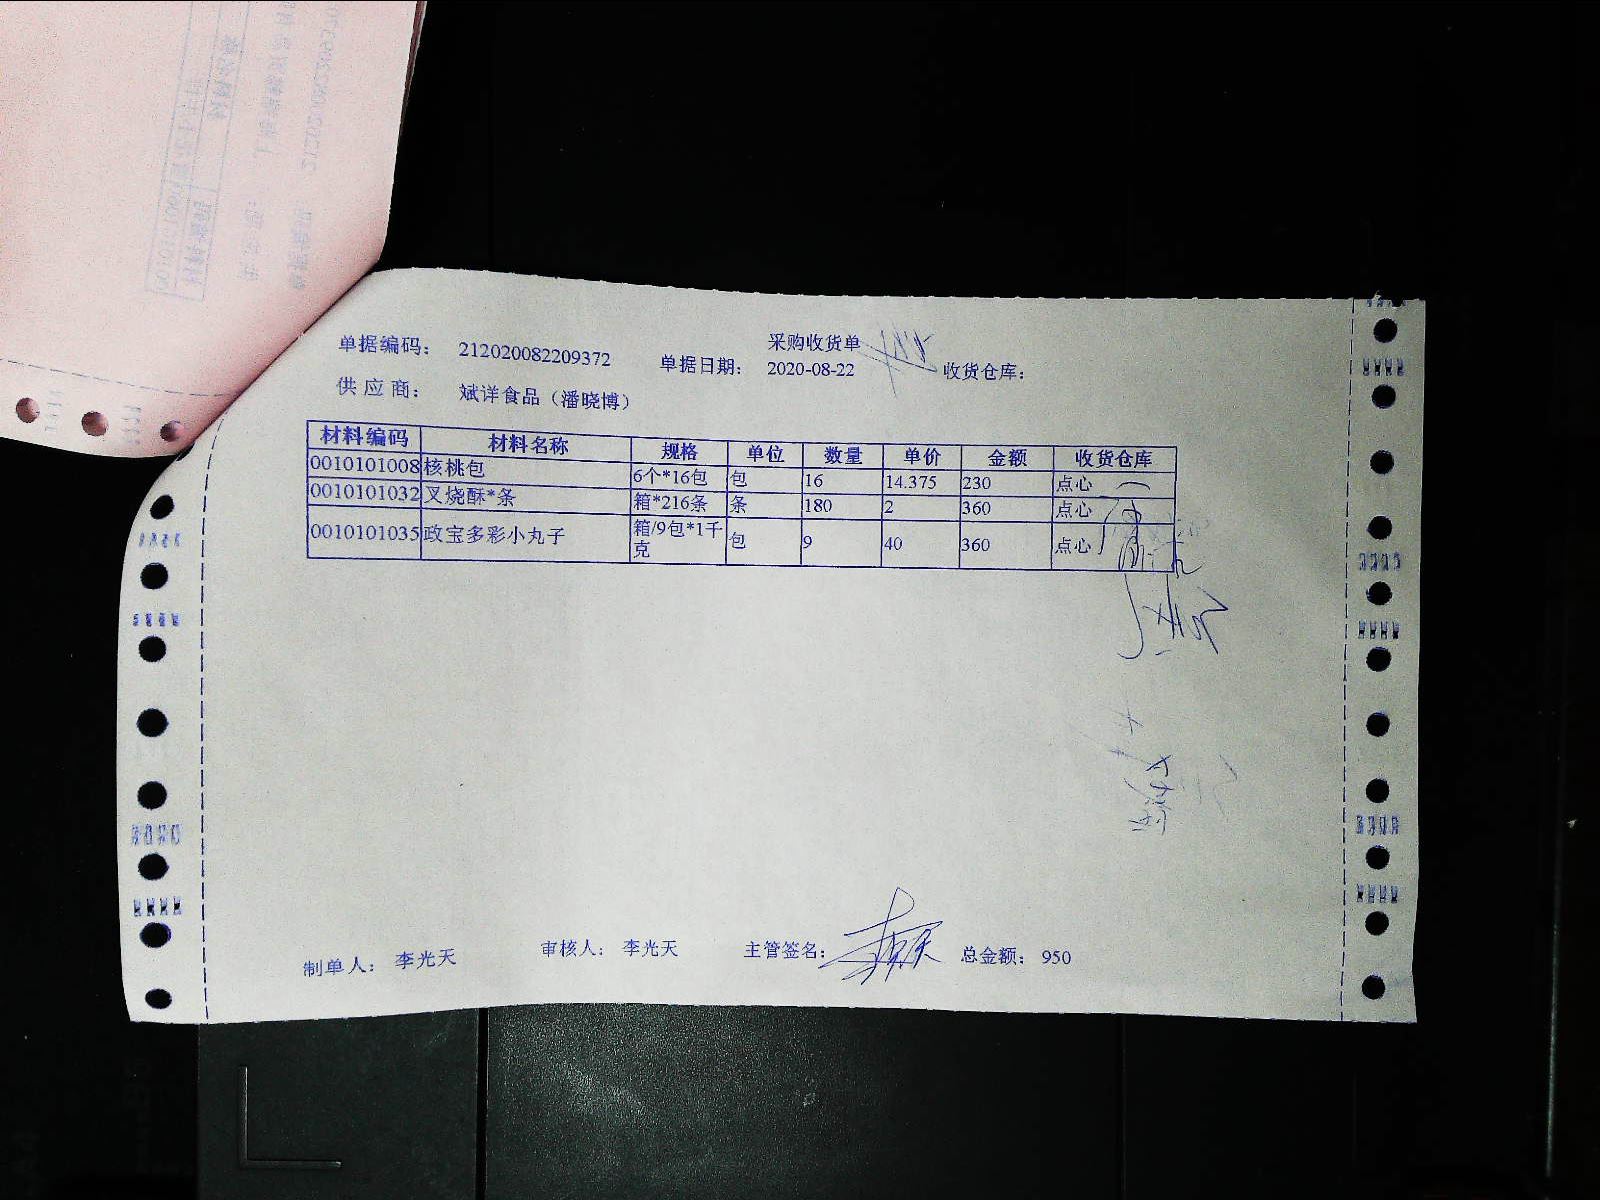 采购收货单
单据编码： 212020082209372 单据日期： 2020-08-22 收货仓库：
供应商： 斌详食品（潘晓博）
材料编码 材料名称 规格 单位 数量 单价 金额 收货仓库
0010101008 核桃包 6个*16包 包 16 14.375 230 点心
0010101032 叉烧酥*条 箱*216条 条 180 2 360 点心
0010101035 政宝多彩小丸子 箱/9包*1千克 包 9 40 360 点心
制单人： 李光天 审核人： 李光天 主管签名： 总金额： 950